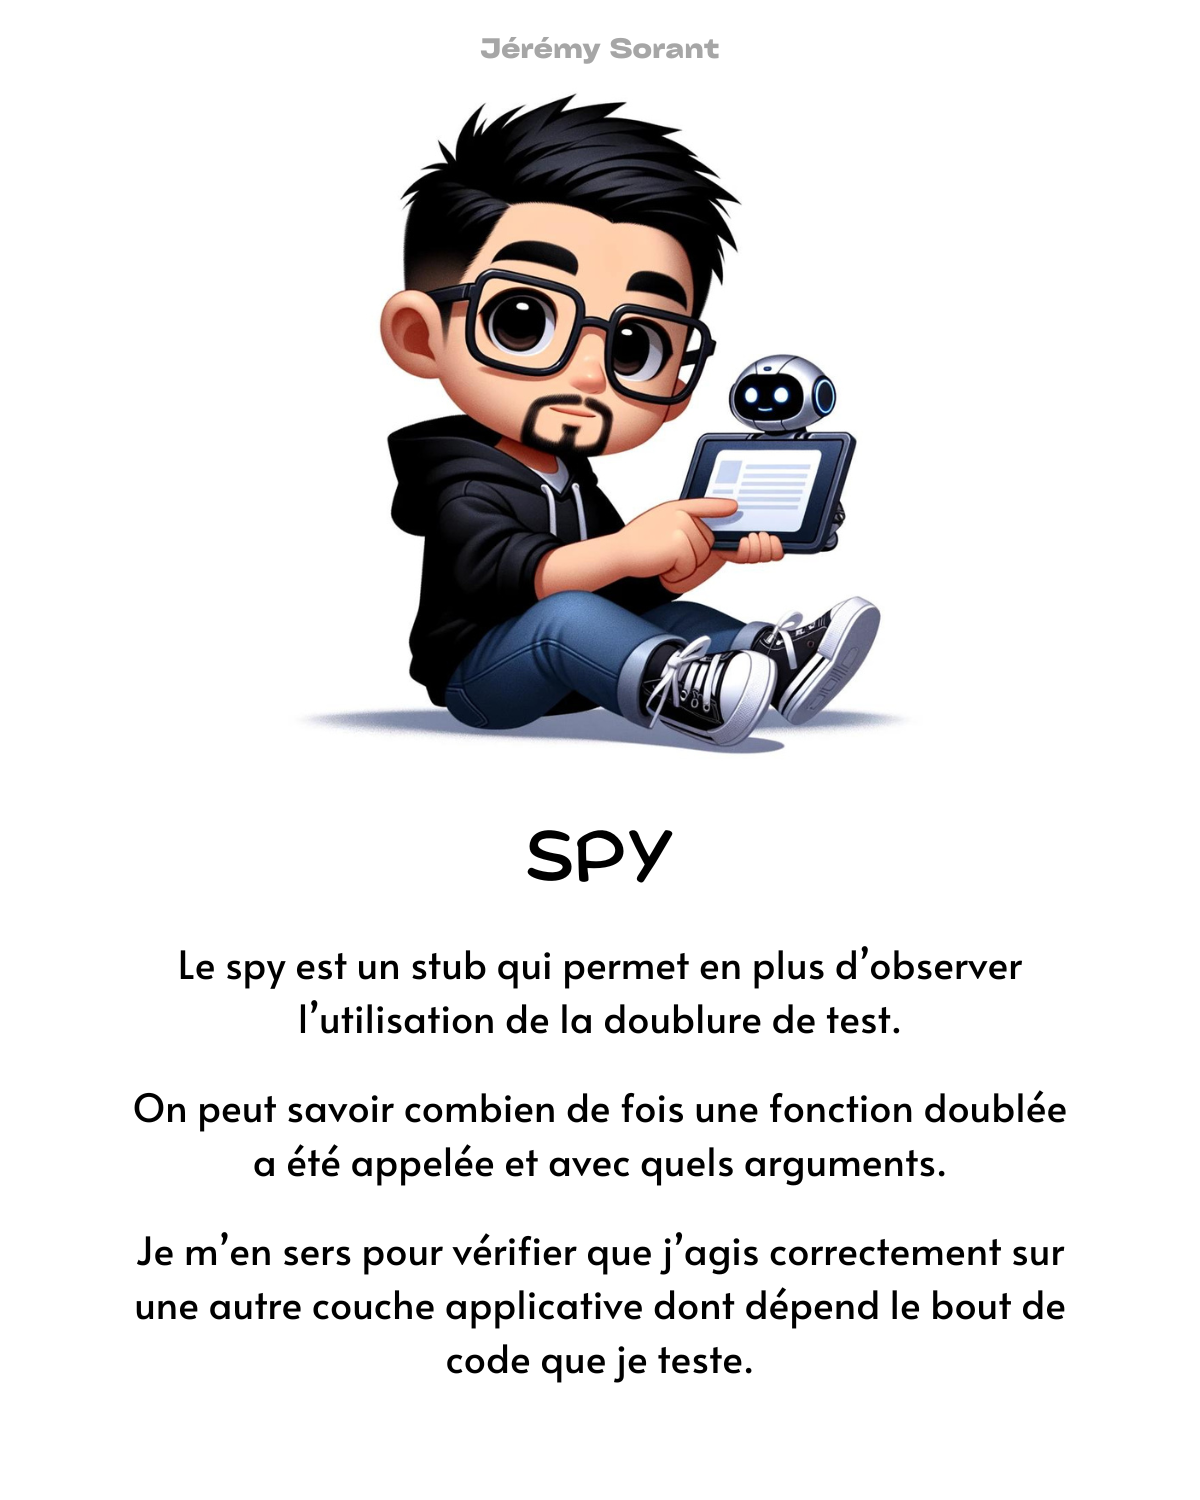 Jérémy Sorant
SPY
Le spy est un stub qui permet en plus d’observer
l’utilisation de la doublure de test.
On peut savoir combien de fois une fonction doublée
a été appelée et avec quels arguments.
Je m’en sers pour vérifier que j’agis correctement sur
une autre couche applicative dont dépend le bout de
code que je teste.